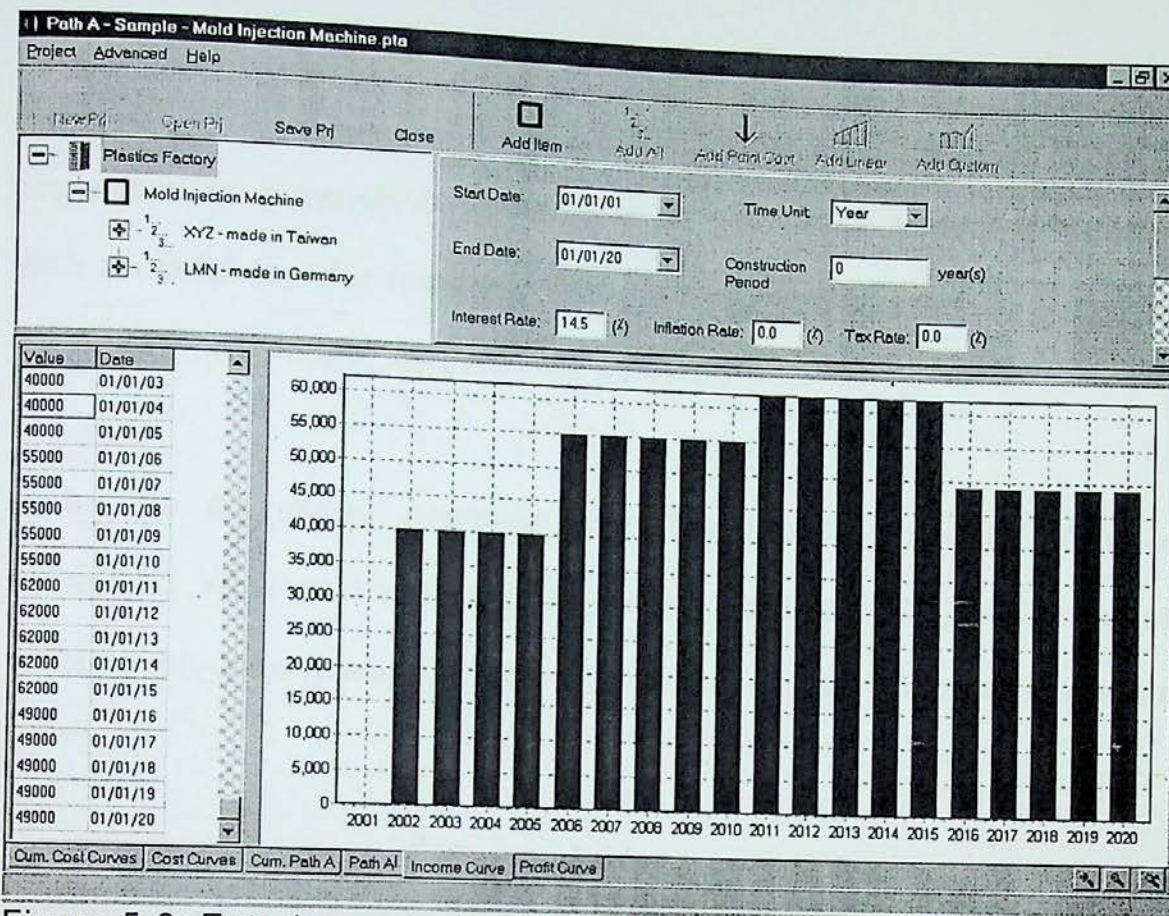 Path A - Sample - Mold Injection Machine.pta
Project Advanced Help
New Prj Open Prj Save Prj Close Add Item Add All Add Point Cost Add Linear Add Custom
Plastics Factory
Mold Injection Machine
1 2 3... XYZ - made in Taiwan
1 2 3... LMN - made in Germany
Start Date: 01/01/01 Time Unit: Year
End Date: 01/01/20 Construction Period 0 year(s)
Interest Rate: 14.5 (%) Inflation Rate: 0.0 (%) Tax Rate: 0.0 (%)
Value Date
40000 01/01/03
40000 01/01/04
40000 01/01/05
55000 01/01/06
55000 01/01/07
55000 01/01/08
55000 01/01/09
55000 01/01/10
62000 01/01/11
62000 01/01/12
62000 01/01/13
62000 01/01/14
62000 01/01/15
49000 01/01/16
49000 01/01/17
49000 01/01/18
49000 01/01/19
49000 01/01/20
60,000
55,000
50,000
45,000
40,000
35,000
30,000
25,000
20,000
15,000
10,000
5,000
0
2001 2002 2003 2004 2005 2006 2007 2008 2009 2010 2011 2012 2013 2014 2015 2016 2017 2018 2019 2020
Cum. Cost Curves Cost Curves Cum. Path A Path AI Income Curve Profit Curve